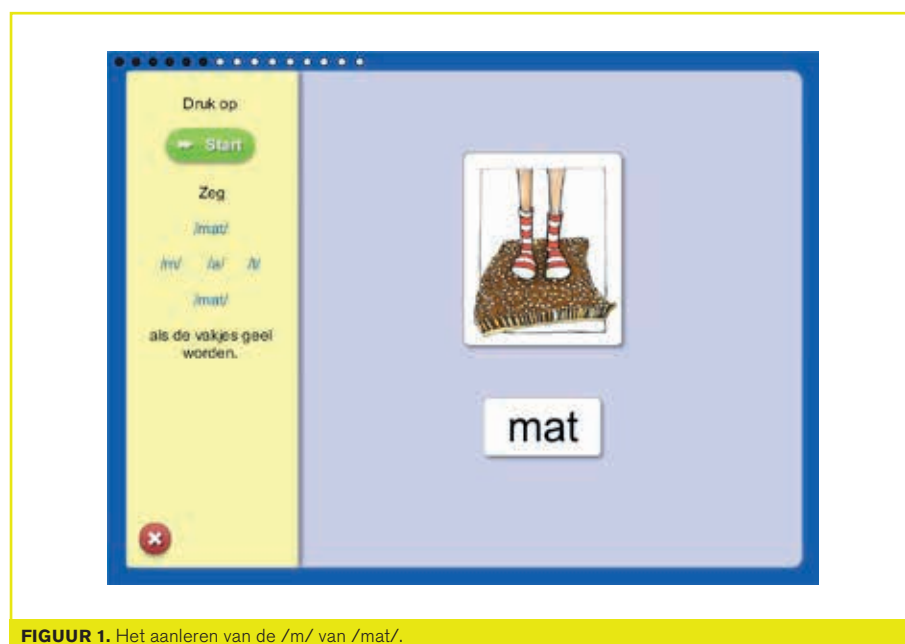 Druk op
Start
Zeg
/mat/
/m/ /a/ /t/
/mat/
als de vakjes geel
worden.
mat
FIGUUR 1. Het aanleren van de /m/ van /mat/.